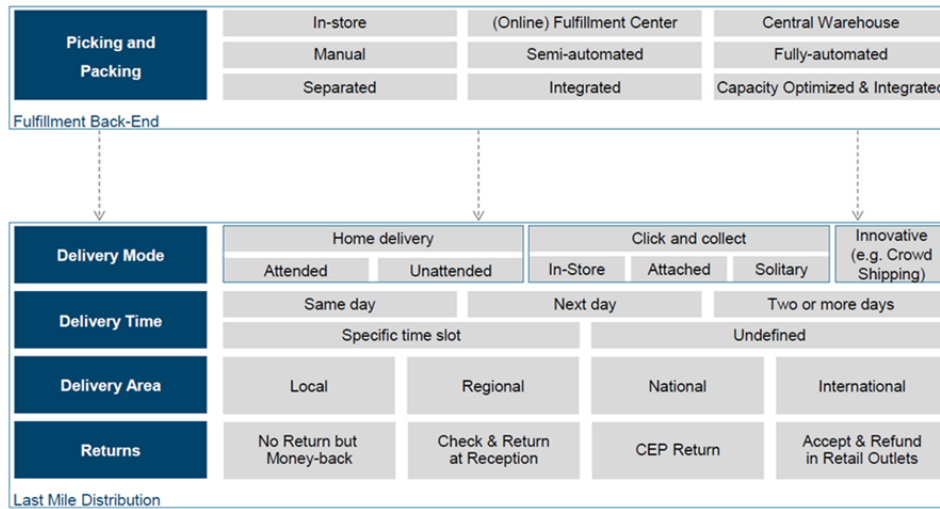 In-store
(Online) Fulfillment Center
Central Warehouse
Picking and
Packing
Manual
Semi-automated
Fully-automated
Separated
Integrated
Capacity Optimized & Integrated
Fulfillment Back-End
Delivery Mode
Home delivery
Click and collect
Innovative
(e.g. Crowd
Shipping)
Attended
Unattended
In-Store
Attached
Solitary
Delivery Time
Same day
Next day
Two or more days
Specific time slot
Undefined
Delivery Area
Local
Regional
National
International
Returns
No Return but
Money-back
Check & Return
at Reception
CEP Return
Accept & Refund
in Retail Outlets
Last Mile Distribution